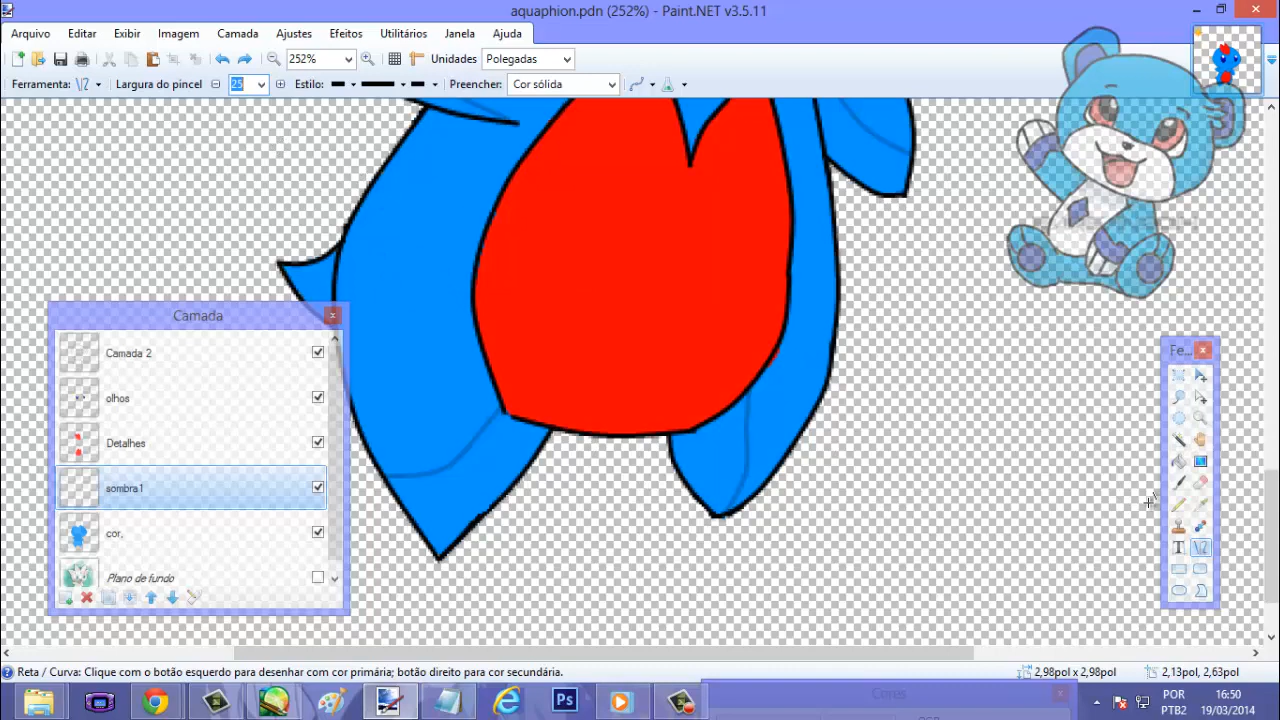 aquaphion.pdn (252%) - Paint.NET v3.5.11
Arquivo Editar Exibir Imagem Camada Ajustes Efeitos Utilitários Janela Ajuda
252% Unidades Polegadas
Ferramenta: Largura do pincel 25 Estilo: Preencher: Cor sólida
Camada
Camada 2
olhos
Detalhes
sombra1
cor,
Plano de fundo
Fe...
T
Reta / Curva: Clique com o botão esquerdo para desenhar com cor primária; botão direito para cor secundária. 2,98pol x 2,98pol 2,13pol, 2,63pol
Cores
Ps
POR 16:50
PTB2 19/03/2014